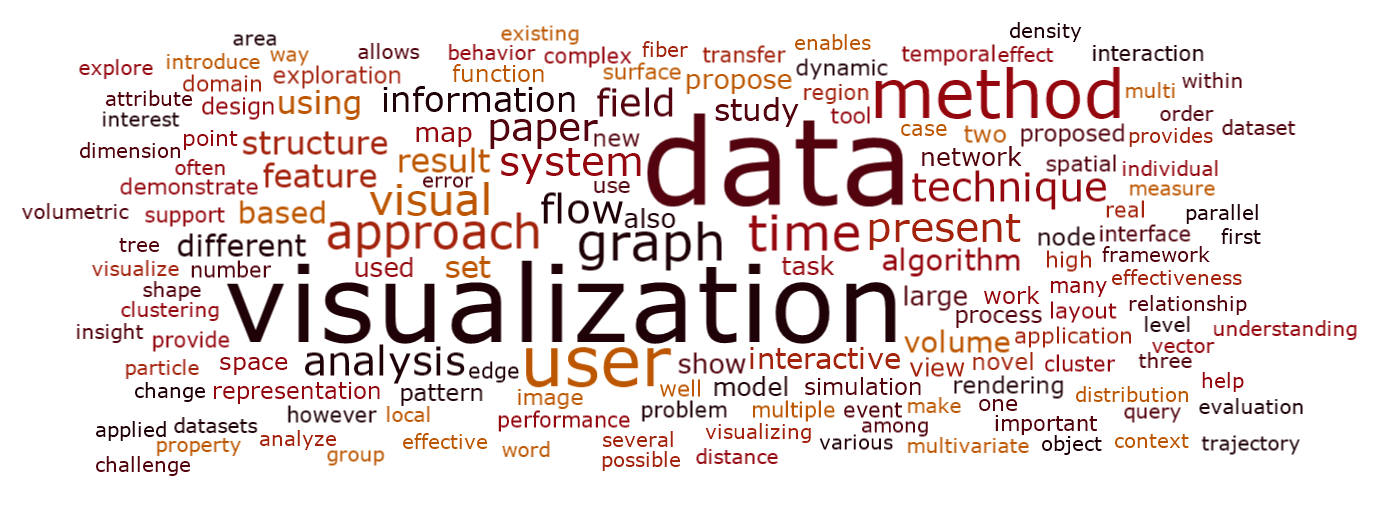 existing
density
area
way
allows
behavior
complex
fiber
transfer
enables
temporal
effect
interaction
explore
introduce
domain
exploration
function
surface
propose
dynamic
method
multi
within
attribute
design
using
information
field
study
region
tool
order
interest
point
structure
map
paper
new
data
case
two
proposed
provides
dataset
dimension
often
feature
result
system
network
spatial
individual
demonstrate
error
use
technique
measure
volumetric
support
based
visual
flow
also
time
present
real
parallel
tree
different
approach
graph
node
interface
first
visualize
number
used
set
task
algorithm
high
framework
effectiveness
shape
clustering
visualization
large
work
many
process
layout
relationship
insight
provide
volume
application
level
understanding
vector
particle
space
analysis
edge
user
show
interactive
view
novel
cluster
three
change
representation
pattern
image
well
model
simulation
rendering
distribution
help
applied
datasets
however
local
performance
problem
multiple
event
make
one
query
evaluation
among
important
property
analyze
effective
word
several
visualizing
various
multivariate
object
context
trajectory
challenge
group
possible
distance